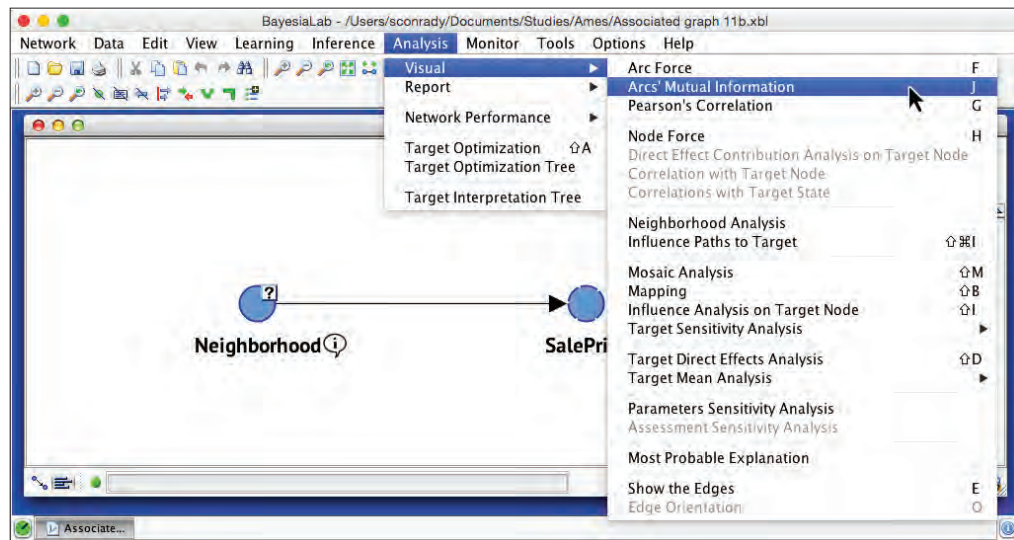 BayesiaLab - /Users/sconrady/Documents/Studies/Ames/Associated graph 11b.xbl
Network Data Edit View Learning Inference Analysis Monitor Tools Options Help
Visual
Report
Network Performance
Target Optimization ⇧A
Target Optimization Tree
Target Interpretation Tree
Arc Force F
Arcs' Mutual Information J
Pearson's Correlation G
Node Force H
Direct Effect Contribution Analysis on Target Node
Correlation with Target Node
Correlations with Target State
Neighborhood Analysis
Influence Paths to Target ⇧⌘I
Mosaic Analysis ⇧M
Mapping ⇧B
Influence Analysis on Target Node ⇧I
Target Sensitivity Analysis
Target Direct Effects Analysis ⇧D
Target Mean Analysis
Parameters Sensitivity Analysis
Assessment Sensitivity Analysis
Most Probable Explanation
Show the Edges E
Edge Orientation O
?
Neighborhood i
SalePri
Associate...